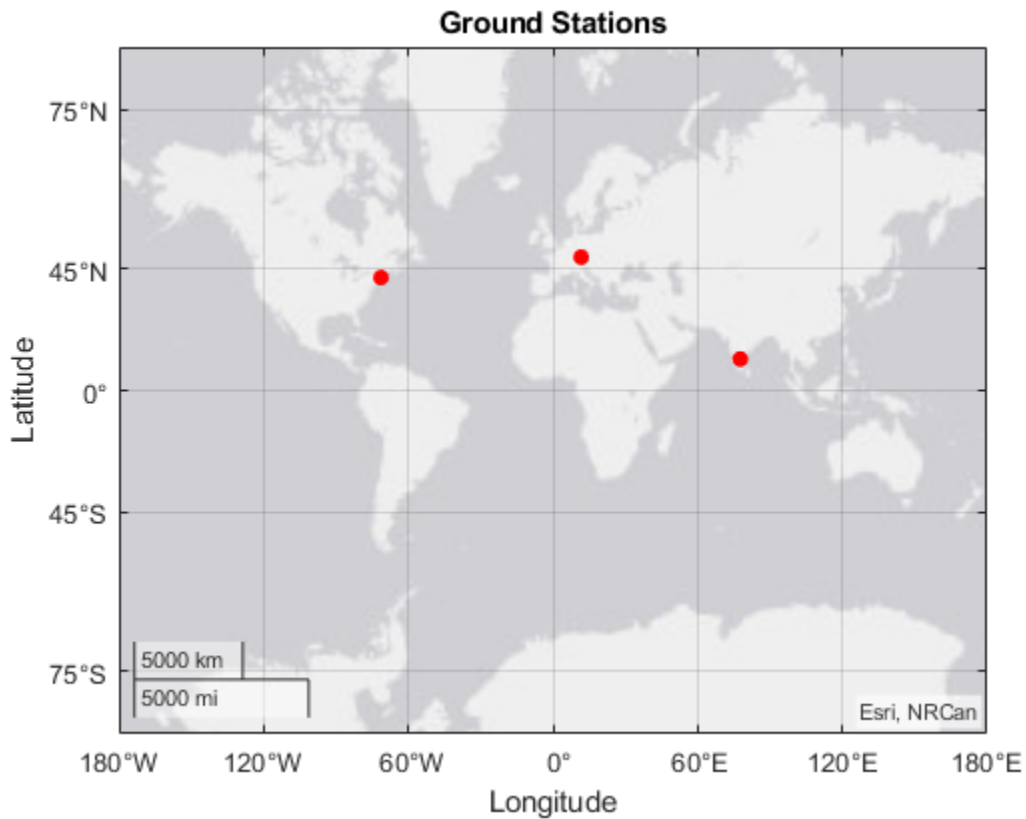 Ground Stations
75°N
45°N
0°
45°S
75°S
Latitude
5000 km
5000 mi
Esri, NRCan
180°W 120°W 60°W 0° 60°E 120°E 180°E
Longitude